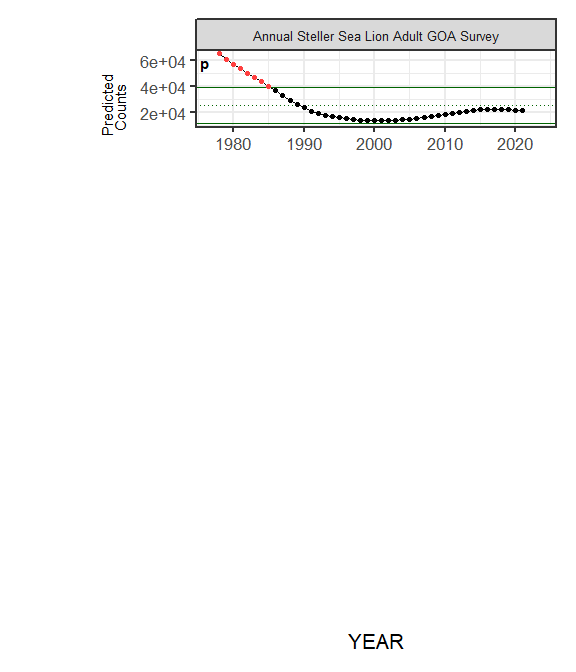 Annual Steller Sea Lion Adult GOA Survey
p
6e+04
4e+04
2e+04
Predicted
Counts
1980 1990 2000 2010 2020
YEAR